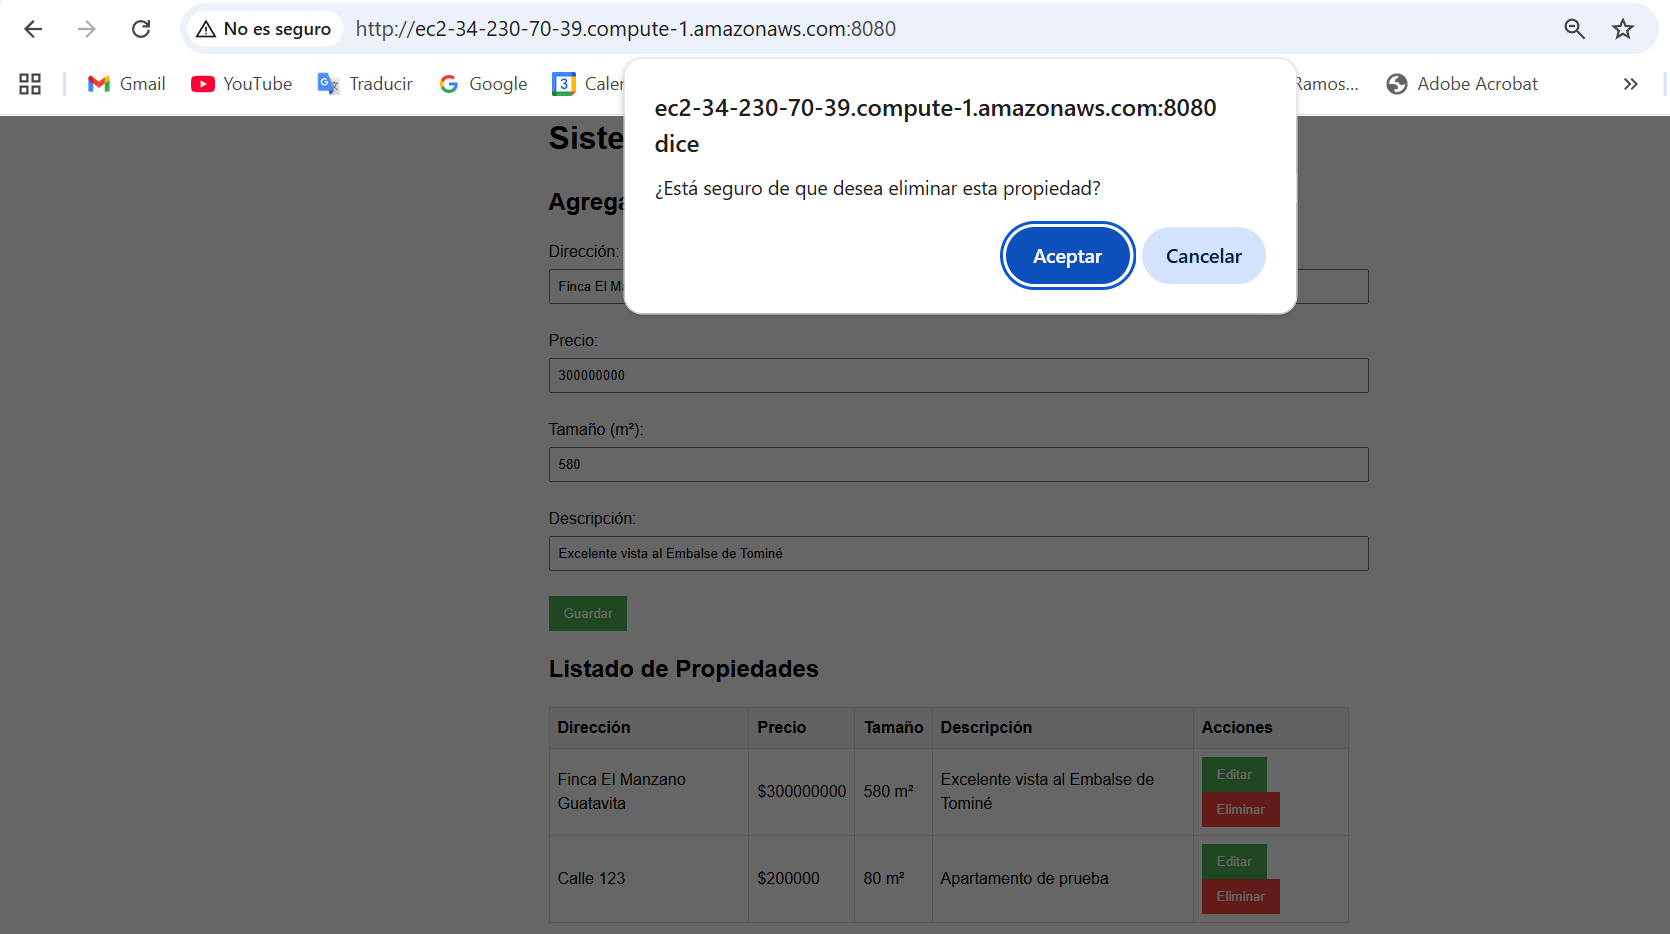 No es seguro
http://ec2-34-230-70-39.compute-1.amazonaws.com:8080
Gmail
YouTube
Traducir
Google
3
Caler
Ramos...
Adobe Acrobat
ec2-34-230-70-39.compute-1.amazonaws.com:8080
dice
¿Está seguro de que desea eliminar esta propiedad?
Aceptar
Cancelar
Siste
Agrega
Dirección:
Finca El M
Precio:
300000000
Tamaño (m²):
580
Descripción:
Excelente vista al Embalse de Tominé
Guardar
Listado de Propiedades
Dirección Precio Tamaño Descripción Acciones
Finca El Manzano
Guatavita
$300000000
580 m²
Excelente vista al Embalse de
Tominé
Editar
Eliminar
Calle 123
$200000
80 m²
Apartamento de prueba
Editar
Eliminar